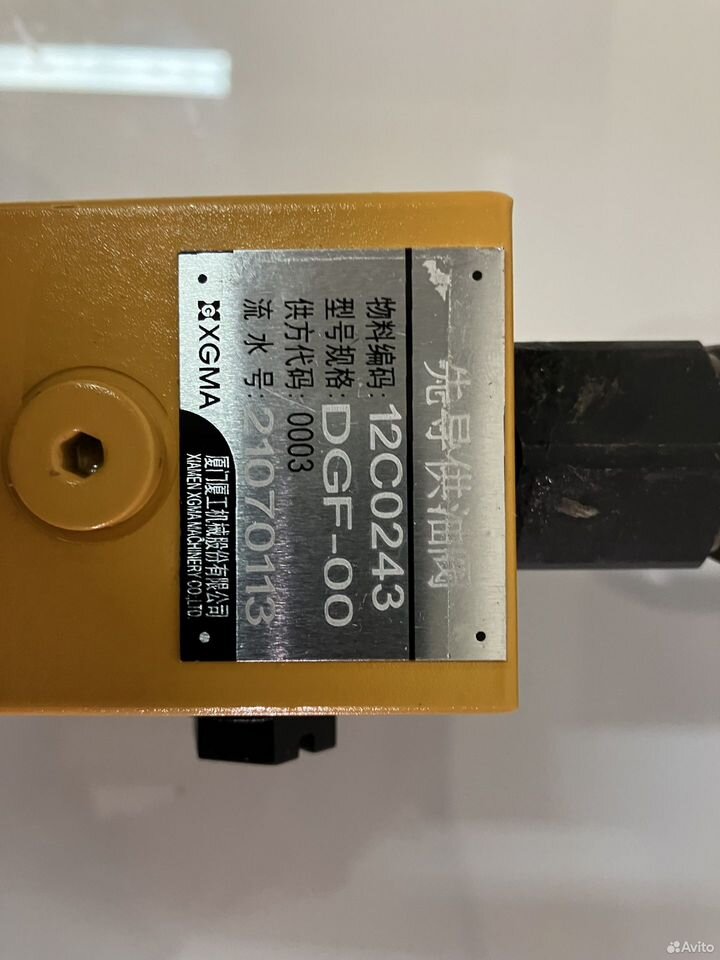 先导供油阀
物料编码:12C0243
型号规格:DGF-00
供方代码:0003
流水号:21070113
XGMA
厦门厦工机械股份有限公司
XIAMEN XGMA MACHINERY CO.,LTD.
Avito